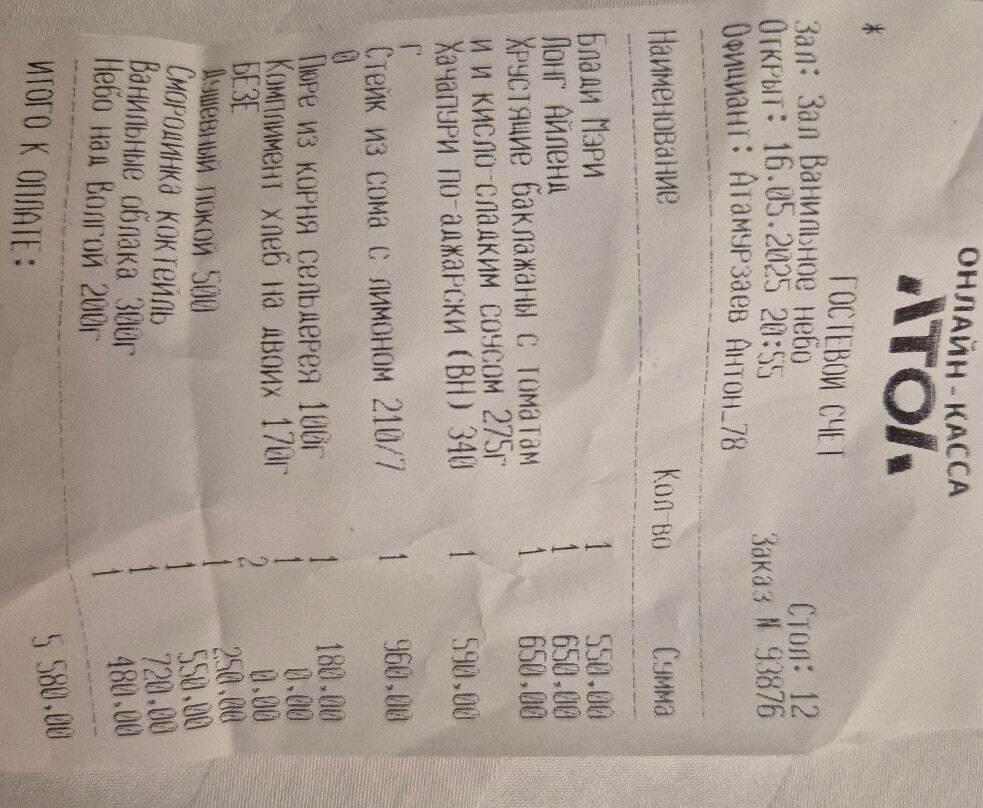 ОНЛАЙН-КАССА
АТОЛ
*
ГОСТЕВОЙ СЧЕТ
Зал: Зал Ванильное небо Стол: 12
Открыт: 16.05.2025 20:55 Заказ № 93876
Официант: Атамурзаев Антон_78
Наименование Кол-во Сумма
Блади Мэри 1 550,00
Лонг Айленд 1 650,00
Хрустящие баклажаны с томатам 1 650,00
и и кисло-сладким соусом 275г
Хачапури по-аджарски (ВН) 340 1 590,00
г
Стейк из сома с лимоном 210/7 1 960,00
0
Пюре из корня сельдерея 100г 1 180,00
Комплимент хлеб на двоих 170г 1 0,00
БЕЗЕ 2 0,00
Душевный покой 500 1 250,00
Смородинка коктейль 1 550,00
Ванильные облака 300г 1 720,00
Небо над Волгой 200г 1 480,00
ИТОГО К ОПЛАТЕ: 5 580,00